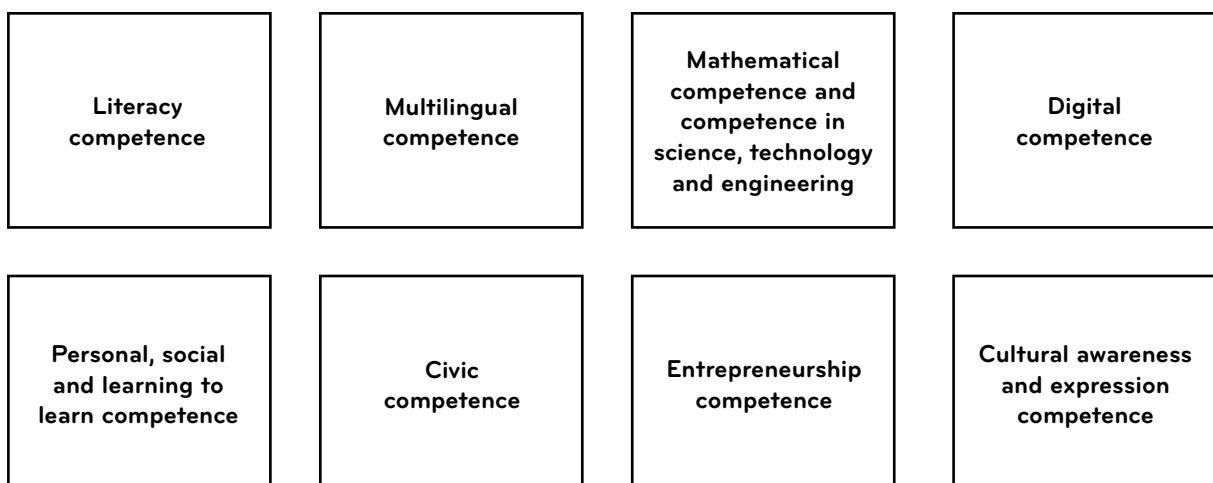 Literacy
competence
Multilingual
competence
Mathematical
competence and
competence in
science, technology
and engineering
Digital
competence
Personal, social
and learning to
learn competence
Civic
competence
Entrepreneurship
competence
Cultural awareness
and expression
competence